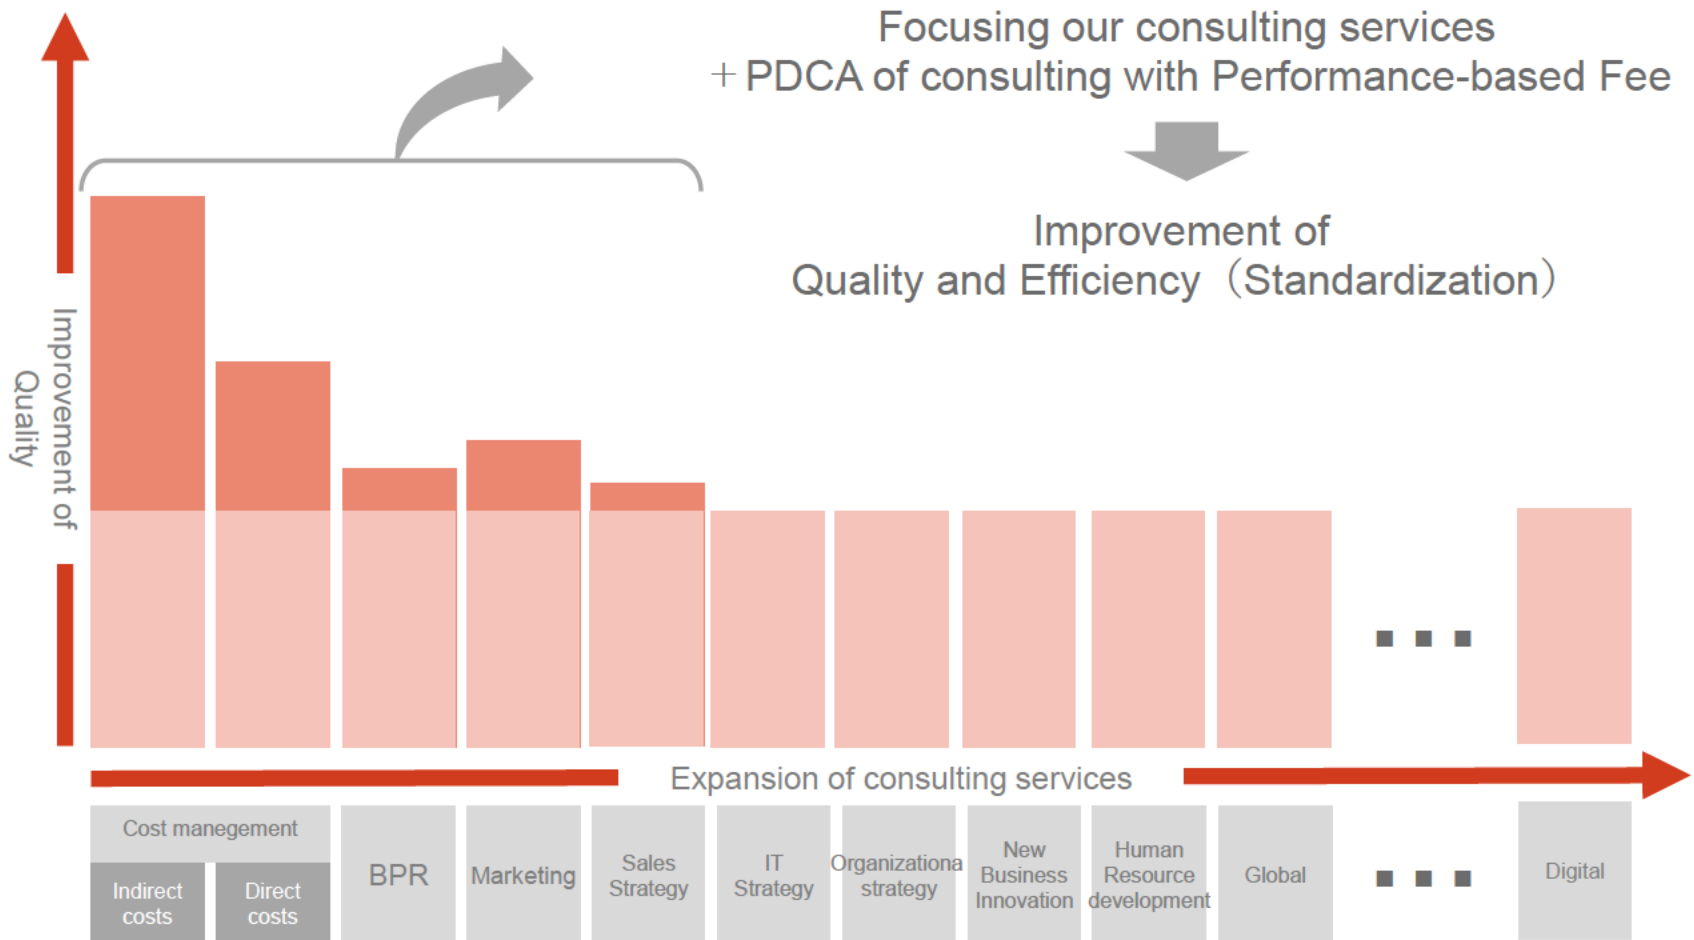 Focusing our consulting services
＋PDCA of consulting with Performance-based Fee
Improvement of
Quality and Efficiency（Standardization）
Improvement of
Quality
Expansion of consulting services
Cost manegement
Indirect
costs
Direct
costs
BPR
Marketing
Sales
Strategy
IT
Strategy
Organizationa
strategy
New
Business
Innovation
Human
Resource
development
Global
Digital